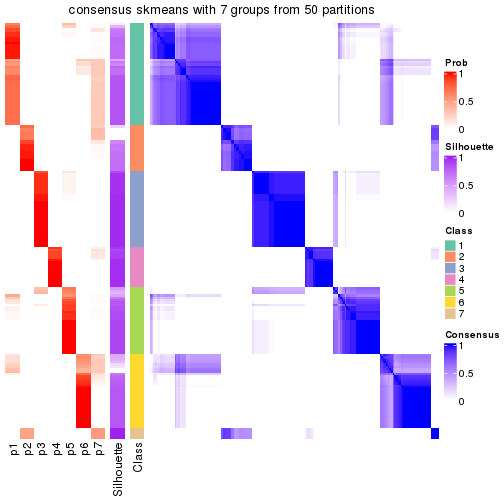 consensus skmeans with 7 groups from 50 partitions
Prob
1
0.5
0
Silhouette
1
0.5
0
Class
1
2
3
4
5
6
7
Consensus
1
0.5
0
p1
p2
p3
p4
p5
p6
p7
Silhouette
Class